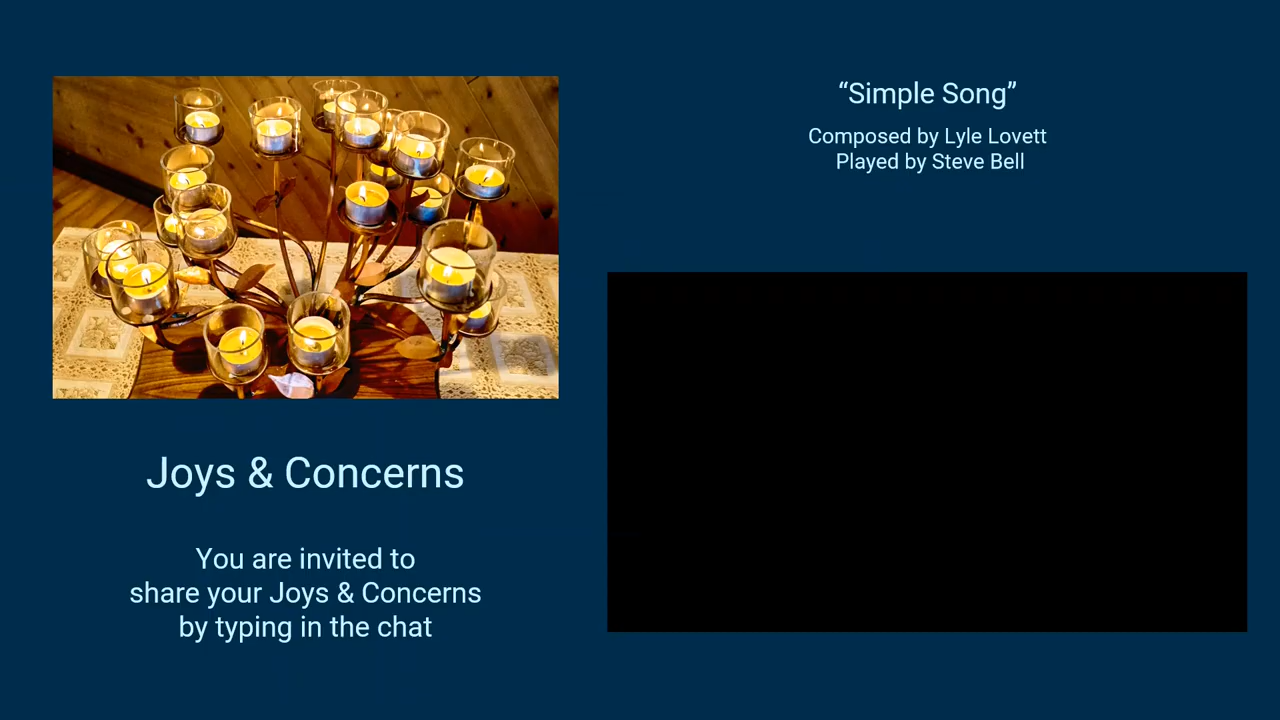 “Simple Song”
Composed by Lyle Lovett
Played by Steve Bell
Joys & Concerns
You are invited to
share your Joys & Concerns
by typing in the chat